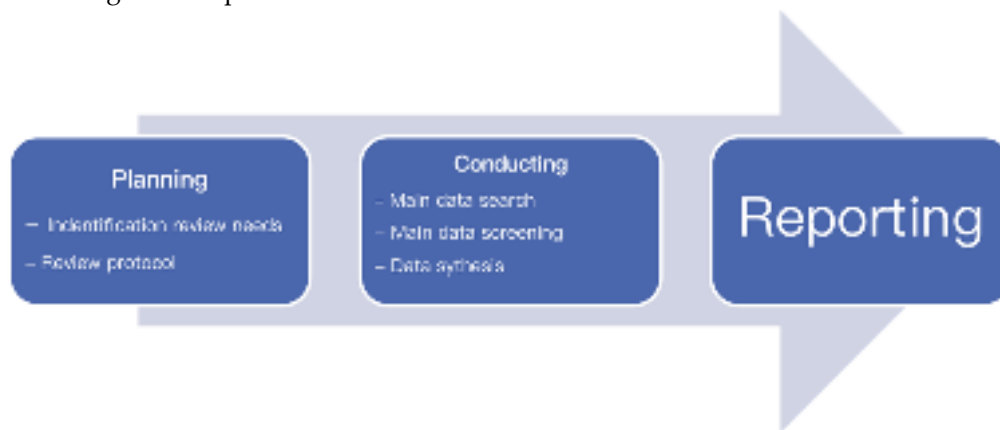 Planning
– Indentification review needs
– Review protocol
Conducting
– Main data search
– Main data screening
– Data sythesis
Reporting